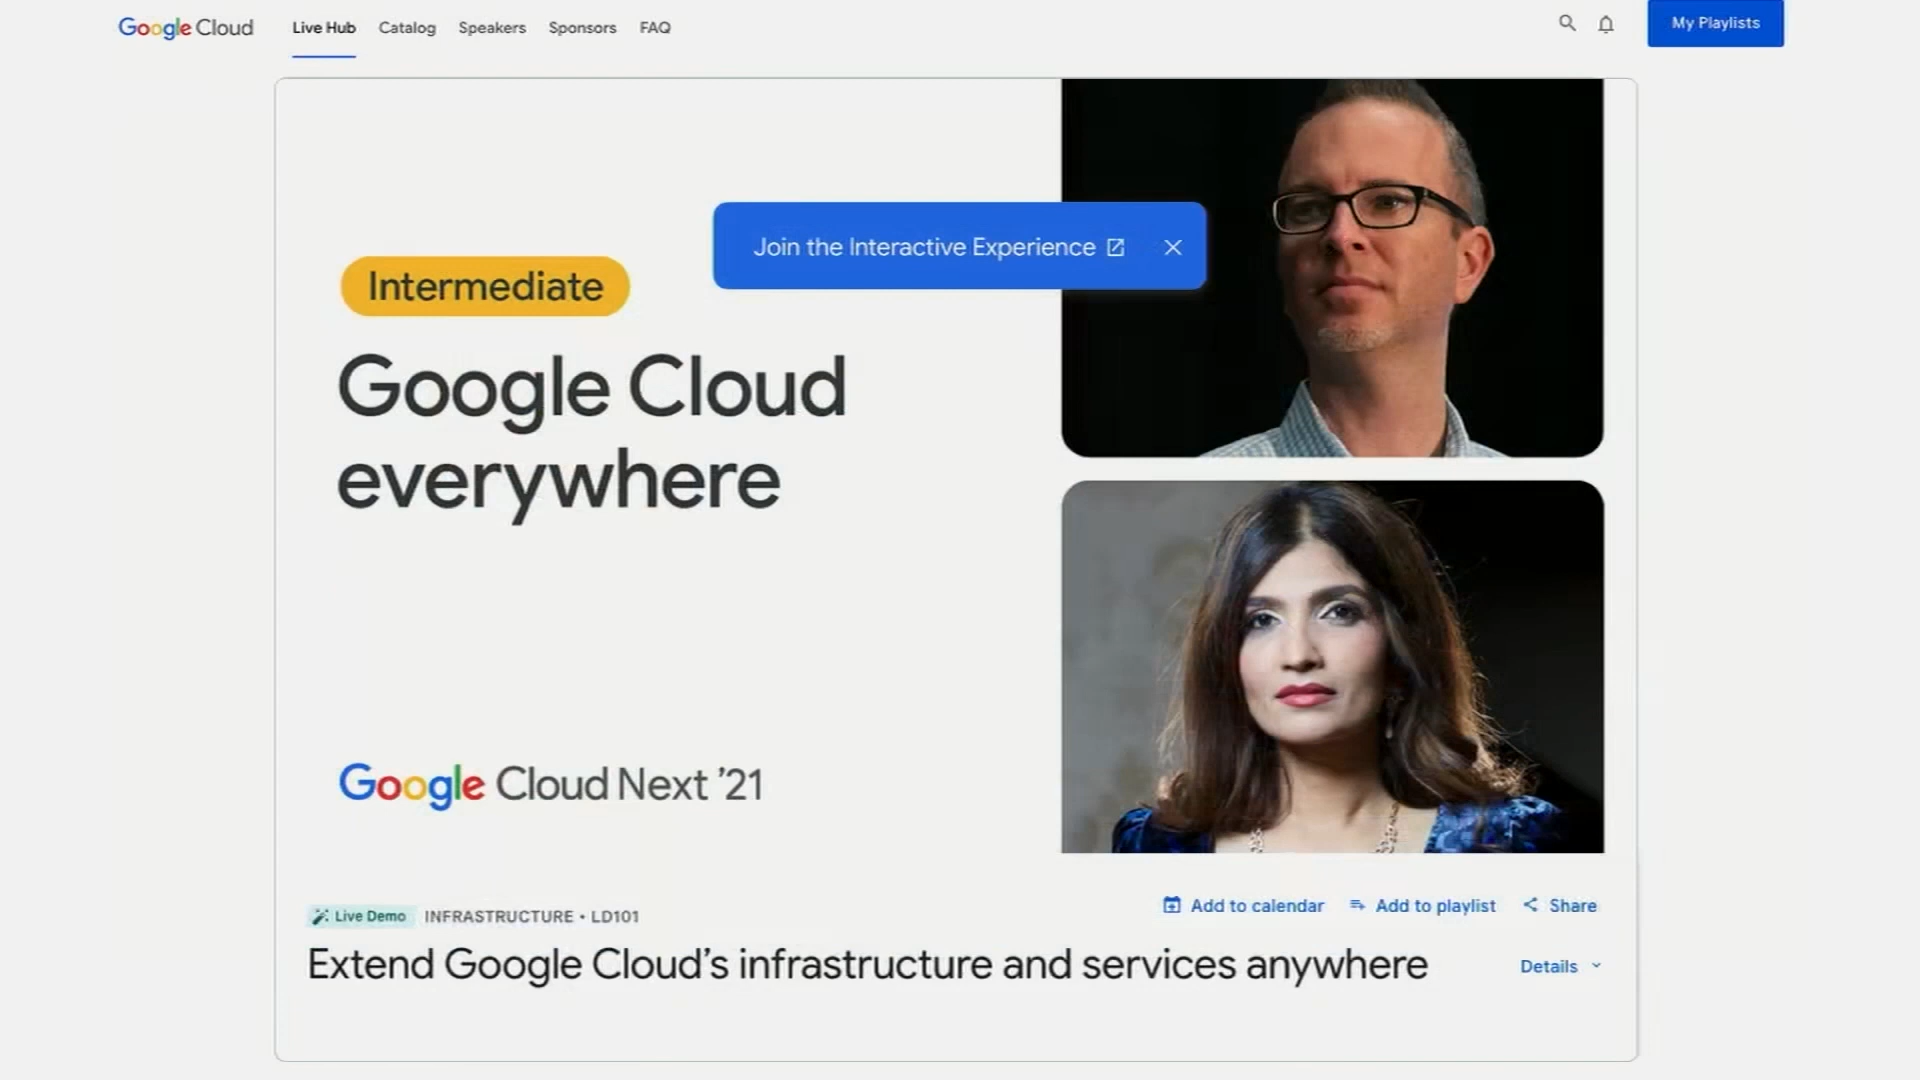 Google Cloud
Live Hub
Catalog
Speakers
Sponsors
FAQ
My Playlists
Join the Interactive Experience
Intermediate
Google Cloud
everywhere
Google Cloud Next ’21
Live Demo
INFRASTRUCTURE • LD101
Add to calendar
Add to playlist
Share
Extend Google Cloud’s infrastructure and services anywhere
Details